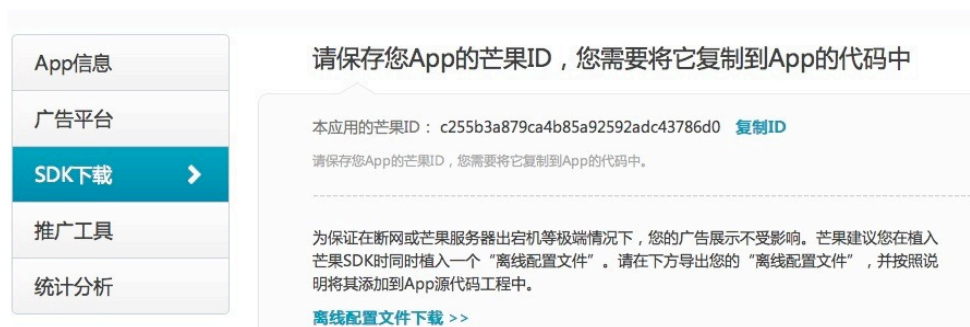 App信息
广告平台
SDK下载
推广工具
统计分析
请保存您App的芒果ID，您需要将它复制到App的代码中
本应用的芒果ID： c255b3a879ca4b85a92592adc43786d0 复制ID
请保存您App的芒果ID，您需要将它复制到App的代码中。
为保证在断网或芒果服务器出宕机等极端情况下，您的广告展示不受影响。芒果建议您在植入
芒果SDK时同时植入一个“离线配置文件”。请在下方导出您的“离线配置文件”，并按照说
明将其添加到App源代码工程中。
离线配置文件下载 >>